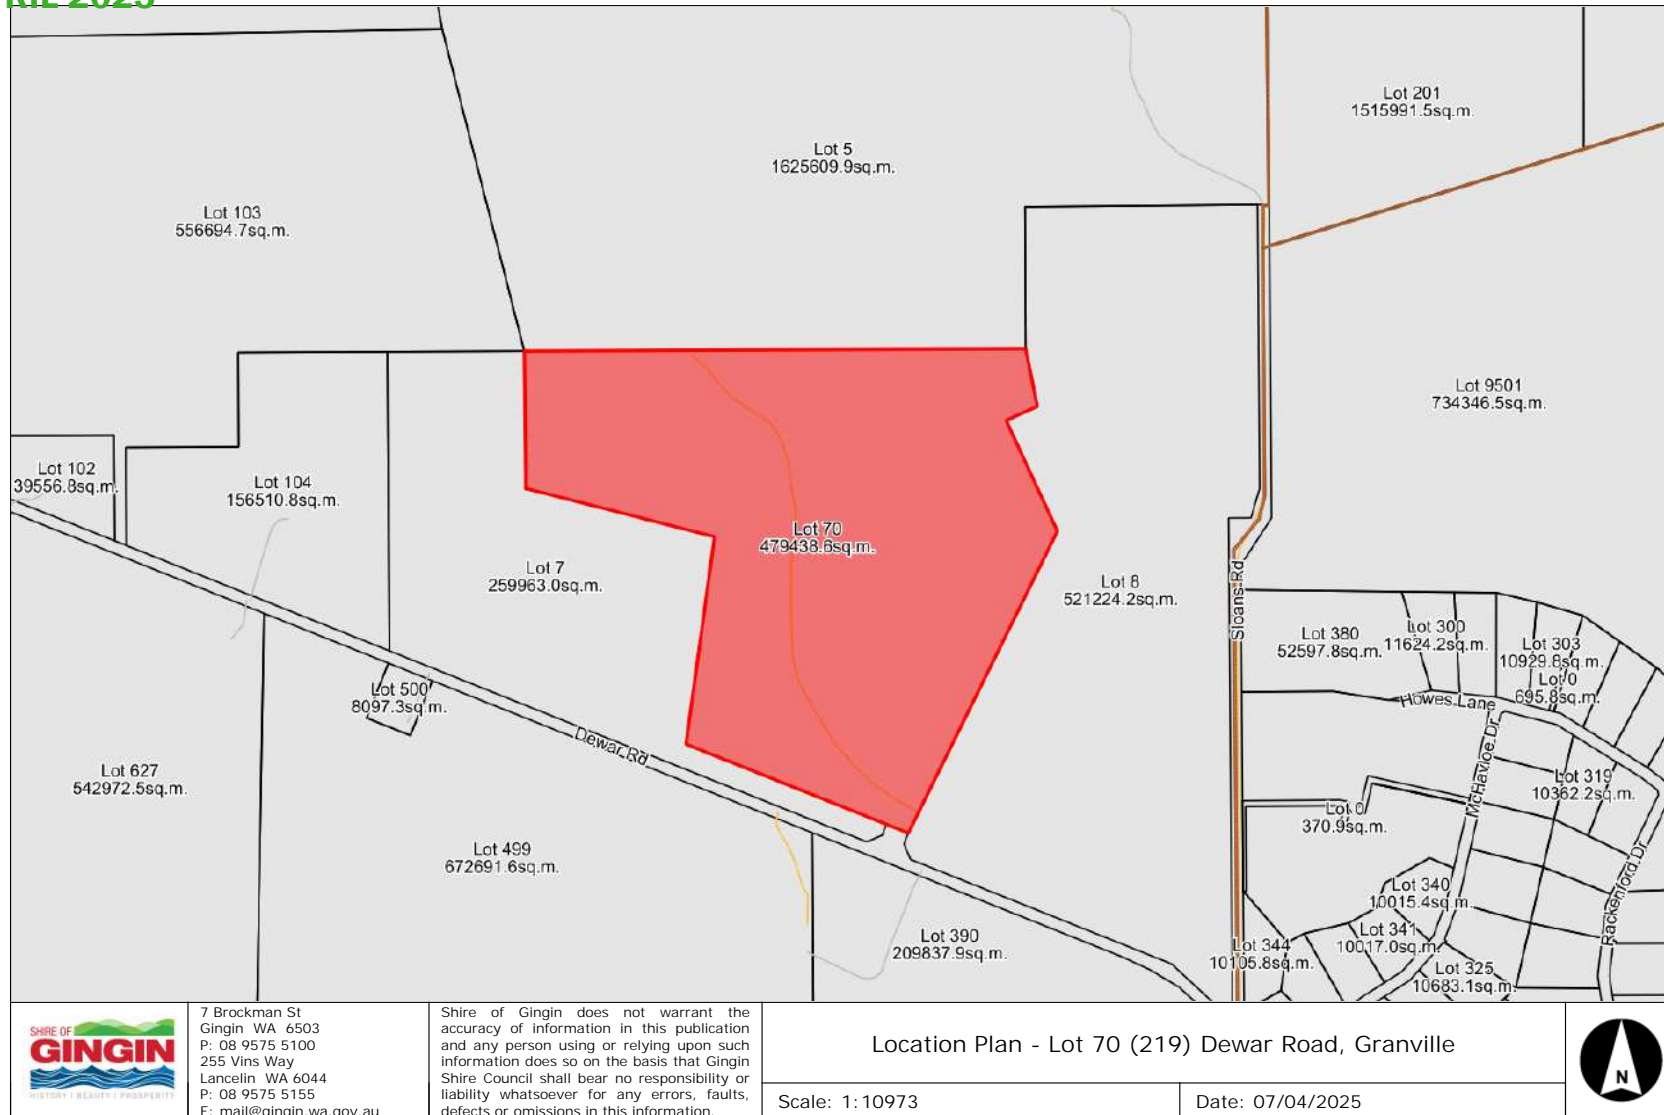 RIL 2025
Lot 201
1515991.5sq.m.
Lot 5
1625609.9sq.m.
Lot 103
556694.7sq.m.
Lot 9501
734346.5sq.m.
Lot 102
39556.8sq.m.
Lot 104
156510.8sq.m.
Lot 70
479438.6sq.m.
Lot 7
259963.0sq.m.
Lot 8
521224.2sq.m.
Sloans Rd
Lot 380
52597.8sq.m.
Lot 300
11624.2sq.m.
Lot 303
10929.8sq.m.
Lot 0
695.8sq.m.
Howes Lane
Lot 500
8097.3sq.m.
Dewar Rd
McHavloe Dr
Lot 627
542972.5sq.m.
Lot 319
10362.2sq.m.
Lot 0
370.9sq.m.
Lot 499
672691.6sq.m.
Rackenford Dr
Lot 340
10015.4sq.m.
Lot 341
10017.0sq.m.
Lot 390
209837.9sq.m.
Lot 344
10105.8sq.m.
Lot 325
10683.1sq.m.
SHIRE OF
GINGIN
HISTORY | BEAUTY | PROSPERITY
7 Brockman St
Gingin WA 6503
P: 08 9575 5100
255 Vins Way
Lancelin WA 6044
P: 08 9575 5155
E: mail@gingin.wa.gov.au
Shire of Gingin does not warrant the
accuracy of information in this publication
and any person using or relying upon such
information does so on the basis that Gingin
Shire Council shall bear no responsibility or
liability whatsoever for any errors, faults,
defects or omissions in this information.
Location Plan - Lot 70 (219) Dewar Road, Granville
Scale: 1:10973
Date: 07/04/2025
N